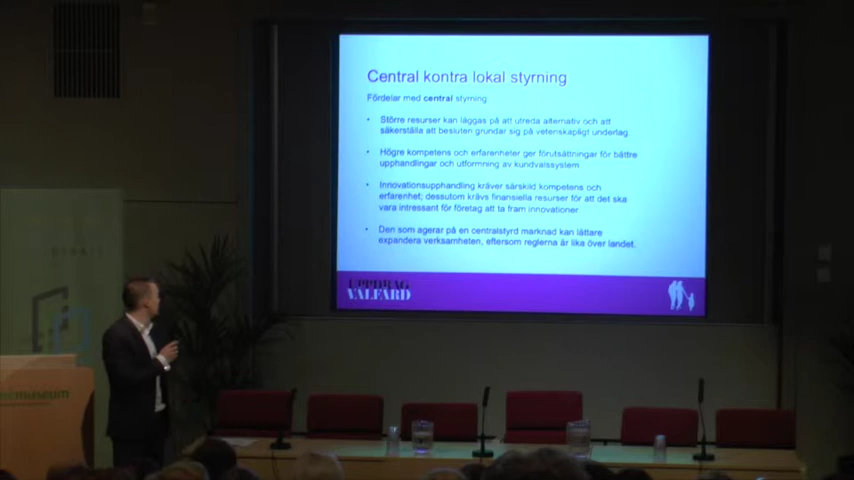 Central kontra lokal styrning
Fördelar med central styrning
• Större resurser kan läggas på att utreda alternativ och att
säkerställa att besluten grundar sig på vetenskapligt underlag.
• Högre kompetens och erfarenheter ger förutsättningar för bättre
upphandlingar och utformning av kundvalssystem
• Innovationsupphandling kräver särskild kompetens och
erfarenhet; dessutom krävs finansiella resurser för att det ska
vara intressant för företag att ta fram innovationer
• Den som agerar på en centralstyrd marknad kan lättare
expandera verksamheten, eftersom reglerna är lika över landet.
UPPDRAG
VÄLFÄRD